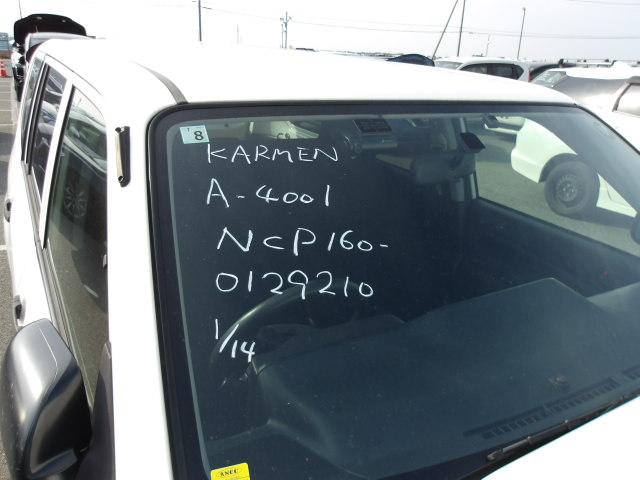 8
KARMEN
A-4001
NCP160-
0129210
1/14